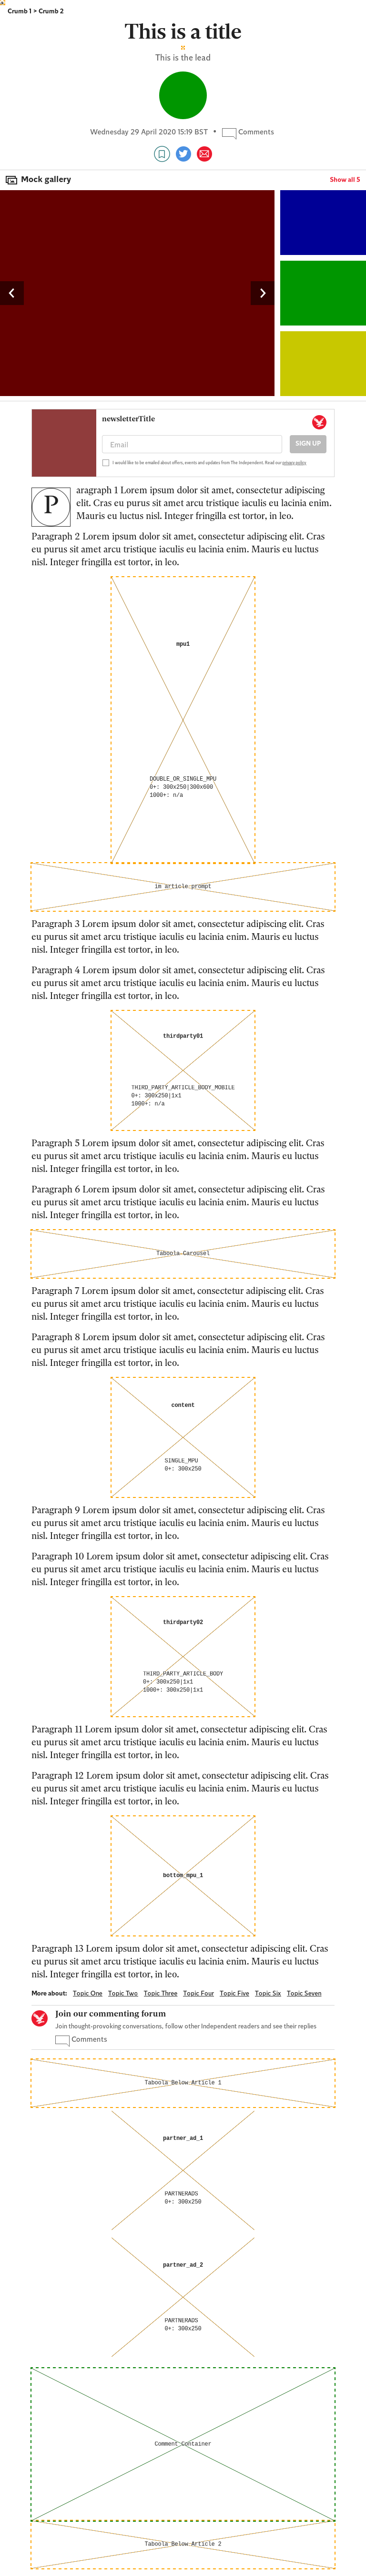 Crumb 1 > Crumb 2
This is a title
This is the lead
Wednesday 29 April 2020 15:19 BST • Comments
Mock gallery
Show all 5
newsletterTitle
Email
SIGN UP
I would like to be emailed about offers, events and updates from The Independent. Read our privacy policy
Paragraph 1 Lorem ipsum dolor sit amet, consectetur adipiscing
elit. Cras eu purus sit amet arcu tristique iaculis eu lacinia enim.
Mauris eu luctus nisl. Integer fringilla est tortor, in leo.
Paragraph 2 Lorem ipsum dolor sit amet, consectetur adipiscing elit. Cras
eu purus sit amet arcu tristique iaculis eu lacinia enim. Mauris eu luctus
nisl. Integer fringilla est tortor, in leo.
mpu1
DOUBLE_OR_SINGLE_MPU
0+: 300x250|300x600
1000+: n/a
im article prompt
Paragraph 3 Lorem ipsum dolor sit amet, consectetur adipiscing elit. Cras
eu purus sit amet arcu tristique iaculis eu lacinia enim. Mauris eu luctus
nisl. Integer fringilla est tortor, in leo.
Paragraph 4 Lorem ipsum dolor sit amet, consectetur adipiscing elit. Cras
eu purus sit amet arcu tristique iaculis eu lacinia enim. Mauris eu luctus
nisl. Integer fringilla est tortor, in leo.
thirdparty01
THIRD_PARTY_ARTICLE_BODY_MOBILE
0+: 300x250|1x1
1000+: n/a
Paragraph 5 Lorem ipsum dolor sit amet, consectetur adipiscing elit. Cras
eu purus sit amet arcu tristique iaculis eu lacinia enim. Mauris eu luctus
nisl. Integer fringilla est tortor, in leo.
Paragraph 6 Lorem ipsum dolor sit amet, consectetur adipiscing elit. Cras
eu purus sit amet arcu tristique iaculis eu lacinia enim. Mauris eu luctus
nisl. Integer fringilla est tortor, in leo.
Taboola Carousel
Paragraph 7 Lorem ipsum dolor sit amet, consectetur adipiscing elit. Cras
eu purus sit amet arcu tristique iaculis eu lacinia enim. Mauris eu luctus
nisl. Integer fringilla est tortor, in leo.
Paragraph 8 Lorem ipsum dolor sit amet, consectetur adipiscing elit. Cras
eu purus sit amet arcu tristique iaculis eu lacinia enim. Mauris eu luctus
nisl. Integer fringilla est tortor, in leo.
content
SINGLE_MPU
0+: 300x250
Paragraph 9 Lorem ipsum dolor sit amet, consectetur adipiscing elit. Cras
eu purus sit amet arcu tristique iaculis eu lacinia enim. Mauris eu luctus
nisl. Integer fringilla est tortor, in leo.
Paragraph 10 Lorem ipsum dolor sit amet, consectetur adipiscing elit. Cras
eu purus sit amet arcu tristique iaculis eu lacinia enim. Mauris eu luctus
nisl. Integer fringilla est tortor, in leo.
thirdparty02
THIRD_PARTY_ARTICLE_BODY
0+: 300x250|1x1
1000+: 300x250|1x1
Paragraph 11 Lorem ipsum dolor sit amet, consectetur adipiscing elit. Cras
eu purus sit amet arcu tristique iaculis eu lacinia enim. Mauris eu luctus
nisl. Integer fringilla est tortor, in leo.
Paragraph 12 Lorem ipsum dolor sit amet, consectetur adipiscing elit. Cras
eu purus sit amet arcu tristique iaculis eu lacinia enim. Mauris eu luctus
nisl. Integer fringilla est tortor, in leo.
bottom_mpu_1
Paragraph 13 Lorem ipsum dolor sit amet, consectetur adipiscing elit. Cras
eu purus sit amet arcu tristique iaculis eu lacinia enim. Mauris eu luctus
nisl. Integer fringilla est tortor, in leo.
More about: Topic One Topic Two Topic Three Topic Four Topic Five Topic Six Topic Seven
Join our commenting forum
Join thought-provoking conversations, follow other Independent readers and see their replies
Comments
Taboola Below Article 1
partner_ad_1
PARTNERADS
0+: 300x250
partner_ad_2
PARTNERADS
0+: 300x250
Comment Container
Taboola Below Article 2